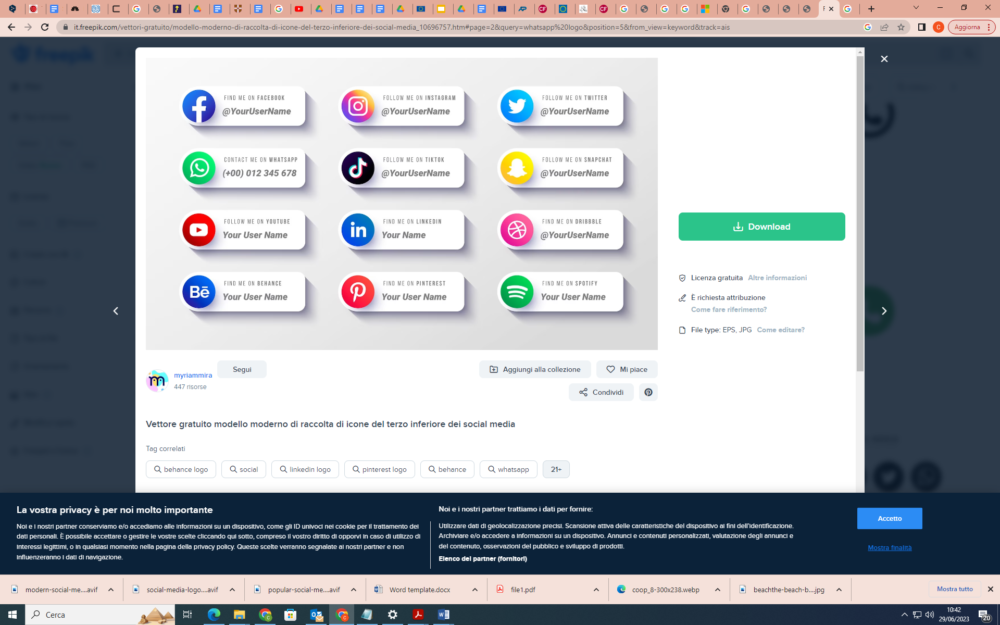 it.freepik.com/vettori-gratuito/modello-moderno-di-raccolta-di-icone-del-terzo-inferiore-dei-social-media_10696757.htm#page=2&query=whatsapp%20logo&position=5&from_view=keyword&track=ais
Aggiorna
freepik
FIND ME ON FACEBOOK
@YourUserName
FOLLOW ME ON INSTAGRAM
@YourUserName
FOLLOW ME ON TWITTER
@YourUserName
CONTACT ME ON WHATSAPP
(+00) 012 345 678
FOLLOW ME ON TIKTOK
@YourUserName
FOLLOW ME ON SNAPCHAT
@YourUserName
FOLLOW ME ON YOUTUBE
Your User Name
in
FIND ME ON LINKEDIN
Your Name
FIND ME ON DRIBBBLE
@YourUserName
Bē
FIND ME ON BEHANCE
Your User Name
FIND ME ON PINTEREST
Your User Name
FIND ME ON SPOTIFY
Your User Name
Download
Licenza gratuita Altre informazioni
È richiesta attribuzione
Come fare riferimento?
File type: EPS, JPG Come editare?
m
myriammira
447 risorse
Segui
Aggiungi alla collezione
Mi piace
Condividi
Vettore gratuito modello moderno di raccolta di icone del terzo inferiore dei social media
Tag correlati
behance logo
social
linkedin logo
pinterest logo
behance
whatsapp
21+
La vostra privacy è per noi molto importante
Noi e i nostri partner conserviamo e/o accediamo alle informazioni su un dispositivo, come gli ID univoci nei cookie per il trattamento dei
dati personali. È possibile accettare o gestire le vostre scelte cliccando qui sotto, compreso il vostro diritto di opporvi in caso di utilizzo di
interessi legittimi, o in qualsiasi momento nella pagina della privacy policy. Queste scelte verranno segnalate ai nostri partner e non
influenzeranno i dati di navigazione.
Noi e i nostri partner trattiamo i dati per fornire:
Utilizzare dati di geolocalizzazione precisi. Scansione attiva delle caratteristiche del dispositivo ai fini dell'identificazione.
Archiviare e/o accedere a informazioni su un dispositivo. Annunci e contenuti personalizzati, valutazione degli annunci e
del contenuto, osservazioni del pubblico e sviluppo di prodotti.
Elenco dei partner (fornitori)
Accetto
Mostra finalità
modern-social-me....avif
social-media-logo....avif
popular-social-me....avif
Word template.docx
file1.pdf
coop_8-300x238.webp
beachthe-beach-b....jpg
Mostra tutto
Cerca
10:42
29/06/2023
20